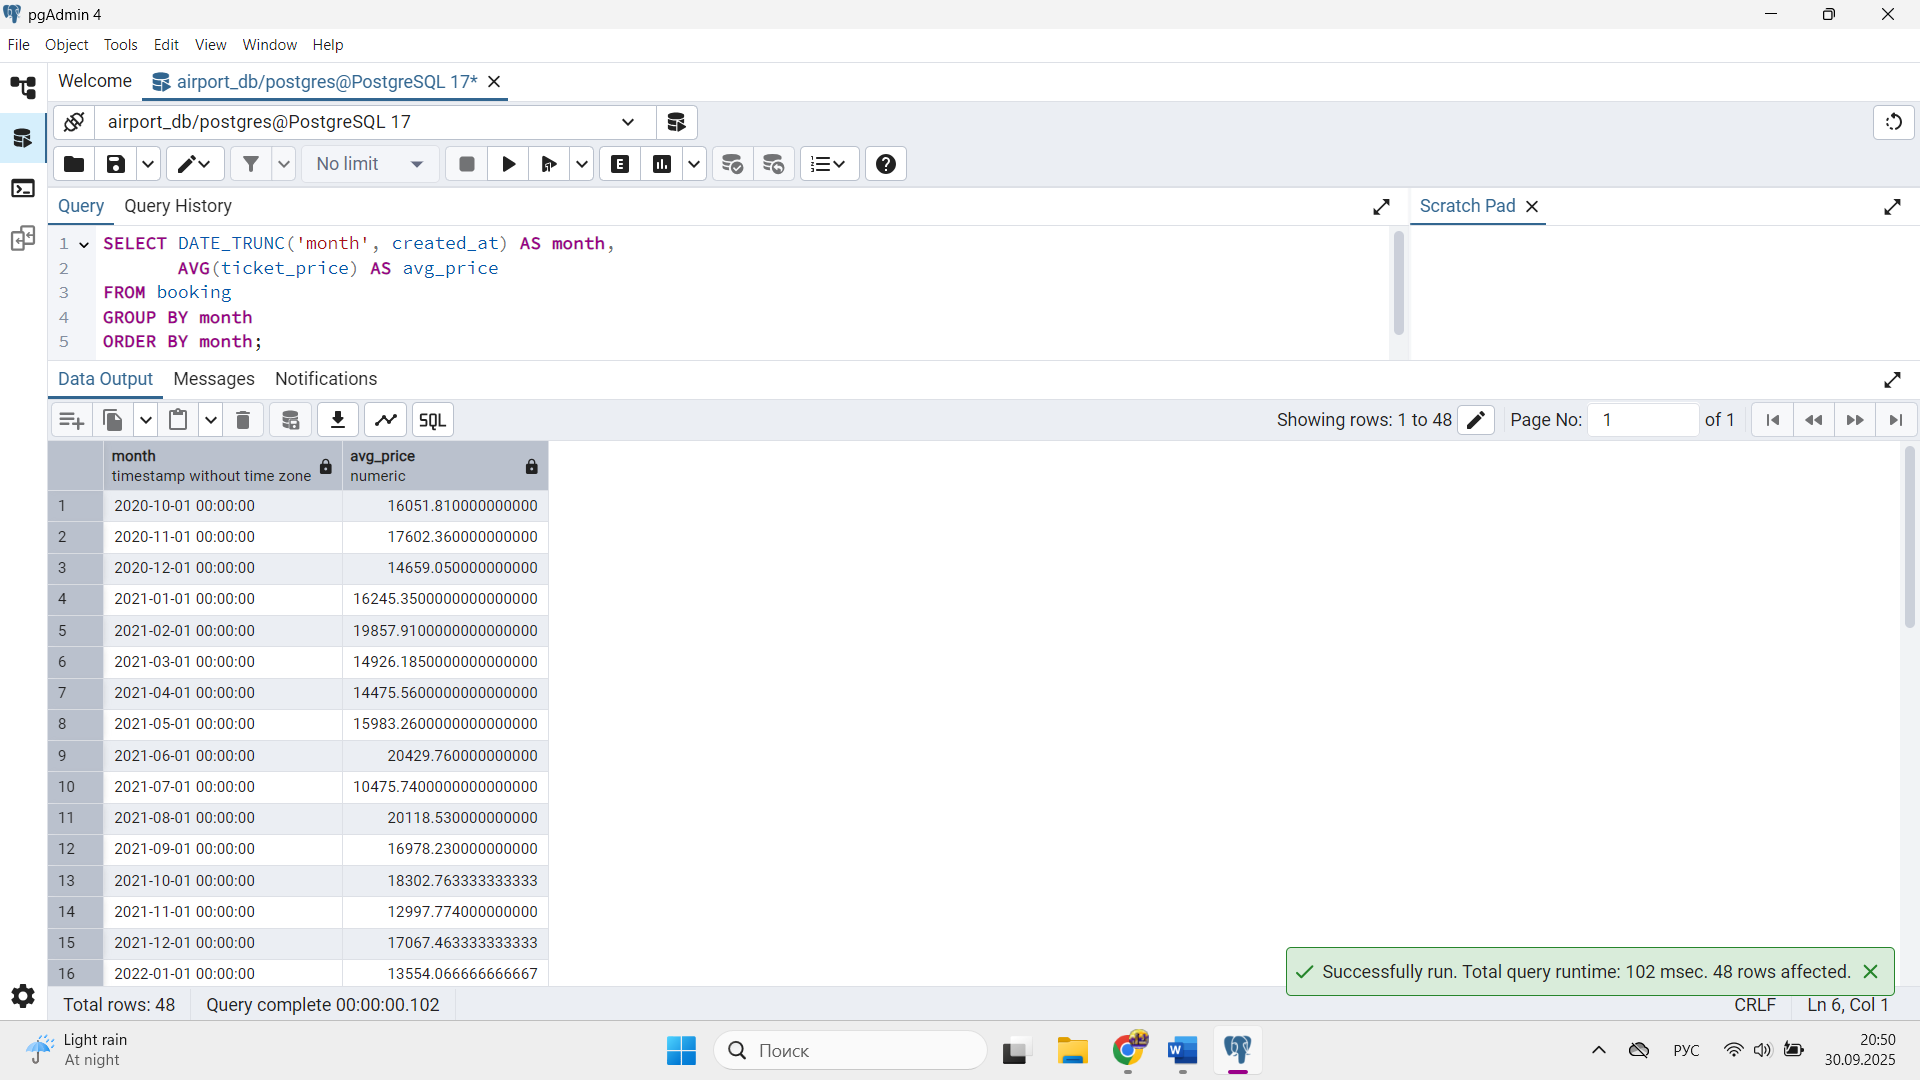 pgAdmin 4
File Object Tools Edit View Window Help
Welcome airport_db/postgres@PostgreSQL 17*
airport_db/postgres@PostgreSQL 17
No limit
E
Query Query History
Scratch Pad
1 SELECT DATE_TRUNC('month', created_at) AS month,
2 AVG(ticket_price) AS avg_price
3 FROM booking
4 GROUP BY month
5 ORDER BY month;
Data Output Messages Notifications
SQL
Showing rows: 1 to 48 Page No: 1 of 1
month avg_price
timestamp without time zone numeric
1 2020-10-01 00:00:00 16051.810000000000
2 2020-11-01 00:00:00 17602.360000000000
3 2020-12-01 00:00:00 14659.050000000000
4 2021-01-01 00:00:00 16245.3500000000000000
5 2021-02-01 00:00:00 19857.9100000000000000
6 2021-03-01 00:00:00 14926.1850000000000000
7 2021-04-01 00:00:00 14475.5600000000000000
8 2021-05-01 00:00:00 15983.2600000000000000
9 2021-06-01 00:00:00 20429.760000000000
10 2021-07-01 00:00:00 10475.7400000000000000
11 2021-08-01 00:00:00 20118.530000000000
12 2021-09-01 00:00:00 16978.230000000000
13 2021-10-01 00:00:00 18302.763333333333
14 2021-11-01 00:00:00 12997.774000000000
15 2021-12-01 00:00:00 17067.463333333333
16 2022-01-01 00:00:00 13554.066666666667
Successfully run. Total query runtime: 102 msec. 48 rows affected.
Total rows: 48 Query complete 00:00:00.102 CRLF Ln 6, Col 1
Light rain
At night
Поиск
W
РУС
20:50
30.09.2025